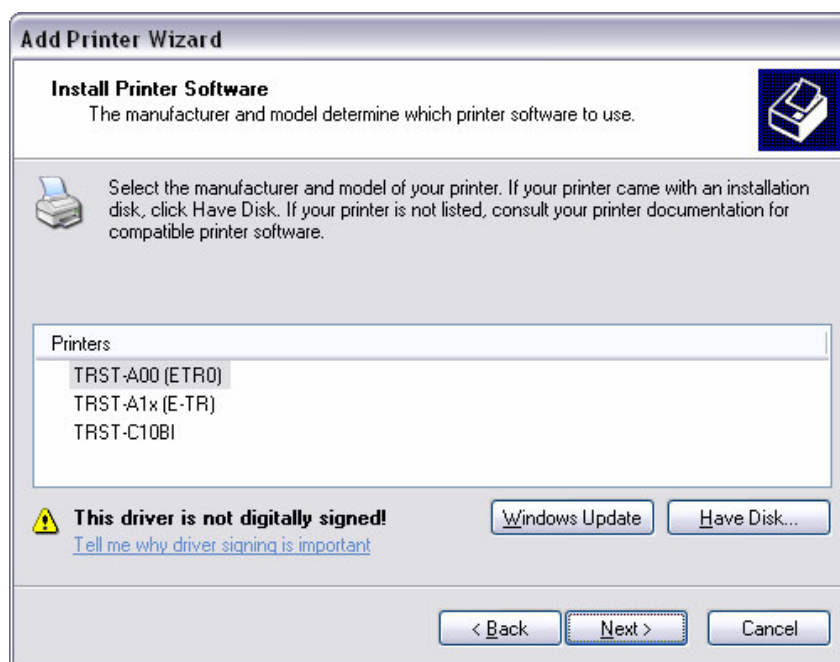 Add Printer Wizard
Install Printer Software
The manufacturer and model determine which printer software to use.
Select the manufacturer and model of your printer. If your printer came with an installation
disk, click Have Disk. If your printer is not listed, consult your printer documentation for
compatible printer software.
Printers
TRST-A00 (ETR0)
TRST-A1x (E-TR)
TRST-C10BI
This driver is not digitally signed!
Tell me why driver signing is important
Windows Update
Have Disk...
< Back
Next >
Cancel